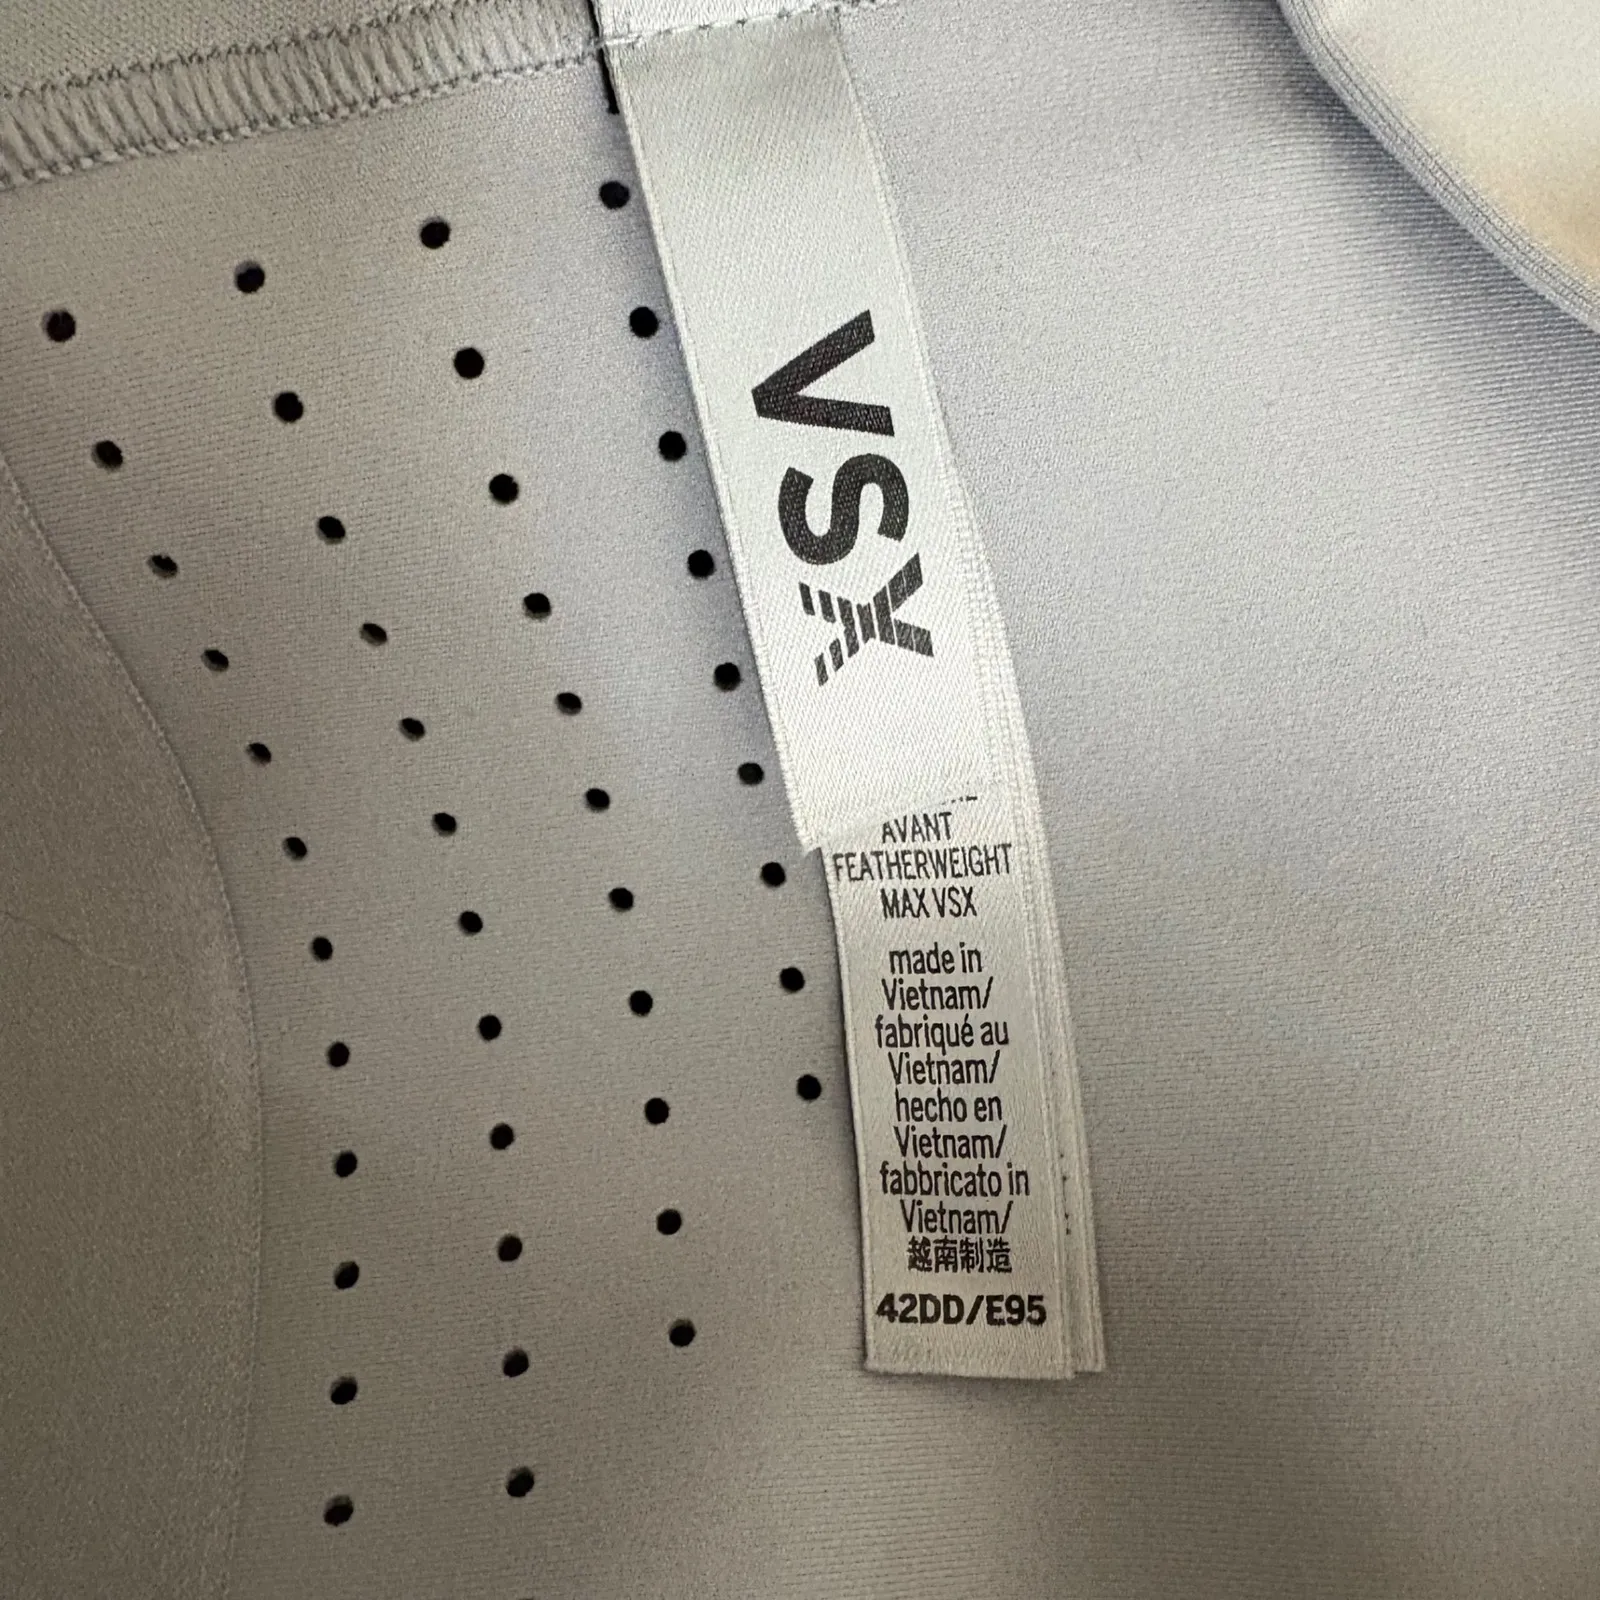 VSX
AVANT
FEATHERWEIGHT
MAX VSX
made in
Vietnam/
fabriqué au
Vietnam/
hecho en
Vietnam/
fabbricato in
Vietnam/
越南制造
42DD/E95